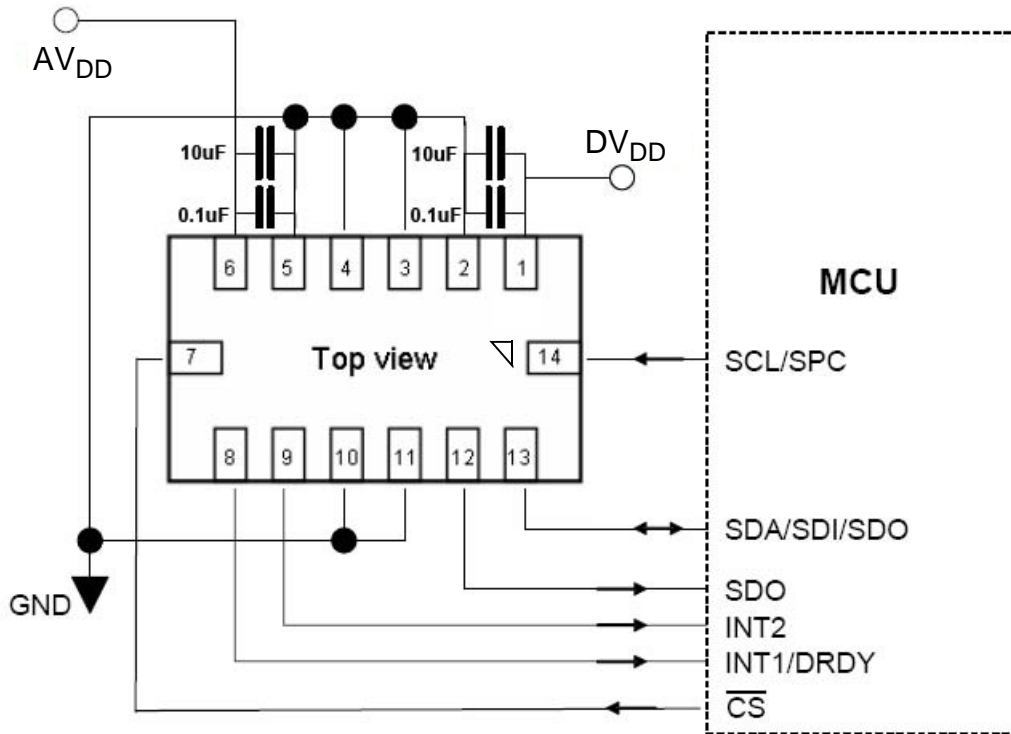 AVDD
DVDD
10uF
10uF
0.1uF
0.1uF
6 5 4 3 2 1
MCU
7 Top view 14
SCL/SPC
8 9 10 11 12 13
SDA/SDI/SDO
SDO
GND
INT2
INT1/DRDY
CS